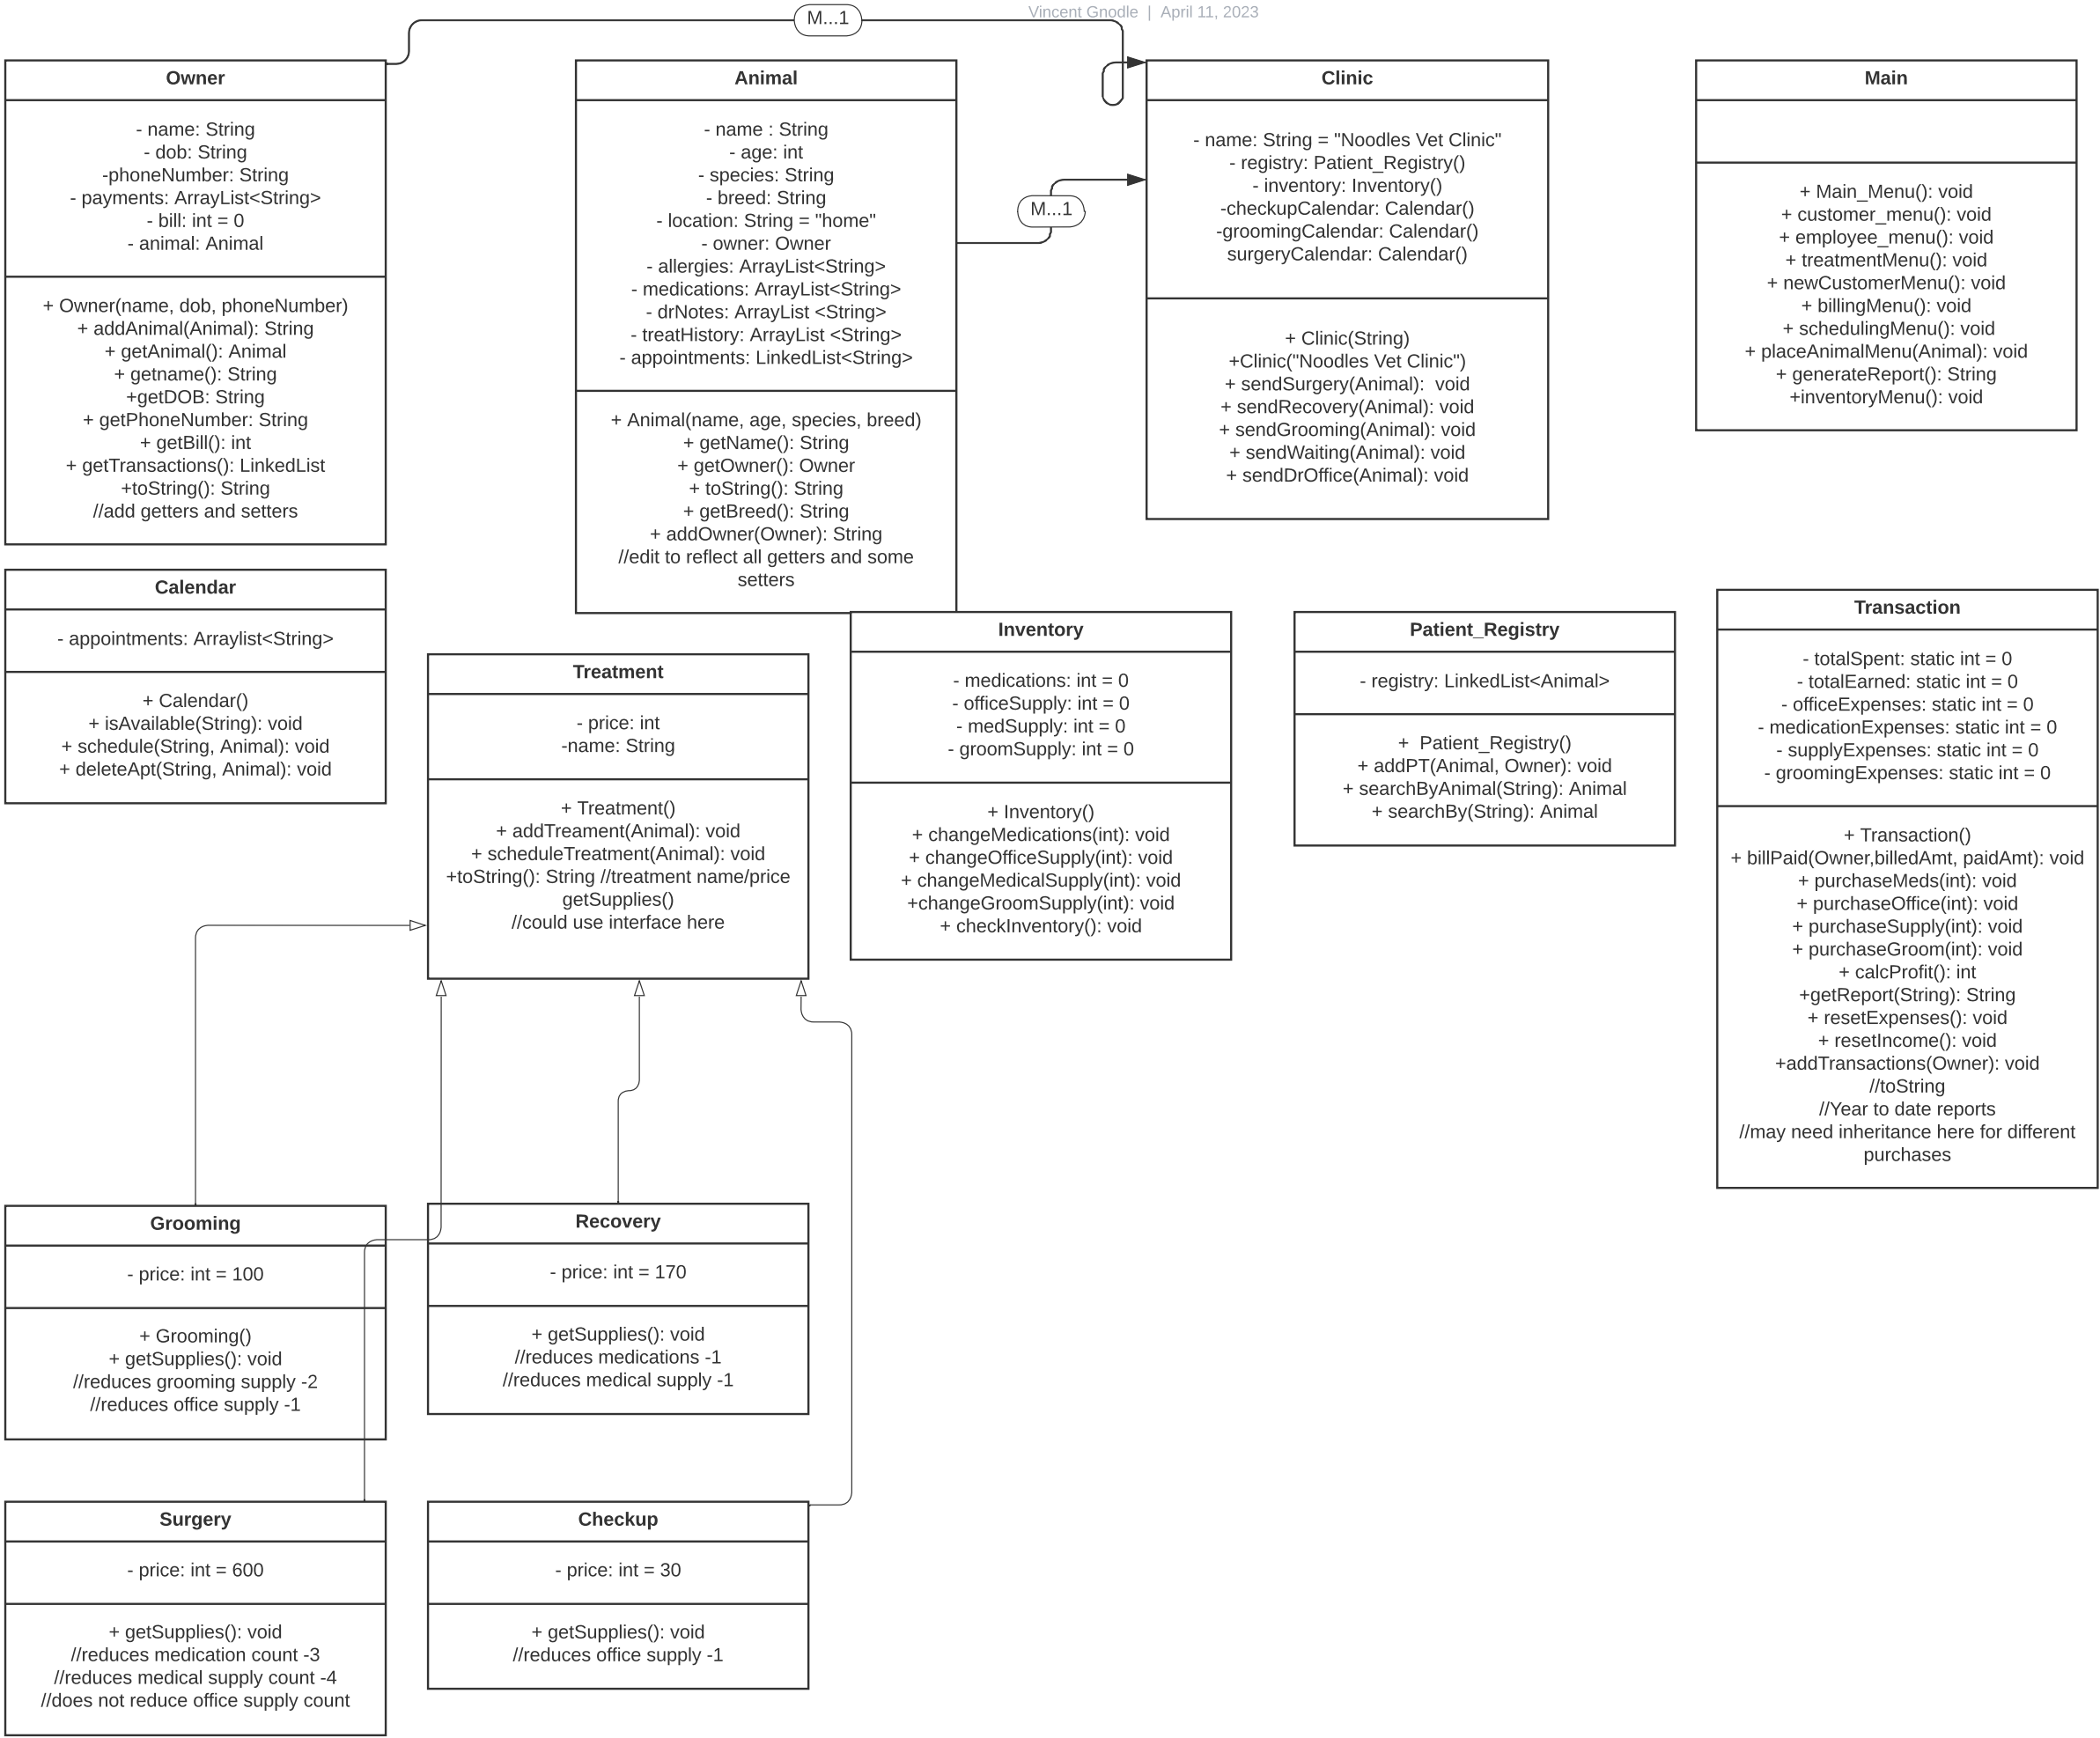 Vincent Gnodle | April 11, 2023
M...1
Owner
- name: String
- dob: String
-phoneNumber: String
- payments: ArrayList<String>
- bill: int = 0
- animal: Animal
+ Owner(name, dob, phoneNumber)
+ addAnimal(Animal): String
+ getAnimal(): Animal
+ getname(): String
+getDOB: String
+ getPhoneNumber: String
+ getBill(): int
+ getTransactions(): LinkedList
+toString(): String
//add getters and setters
Animal
- name : String
- age: int
- species: String
- breed: String
- location: String = "home"
- owner: Owner
- allergies: ArrayList<String>
- medications: ArrayList<String>
- drNotes: ArrayList <String>
- treatHistory: ArrayList <String>
- appointments: LinkedList<String>
+ Animal(name, age, species, breed)
+ getName(): String
+ getOwner(): Owner
+ toString(): String
+ getBreed(): String
+ addOwner(Owner): String
//edit to reflect all getters and some
setters
M...1
Clinic
- name: String = "Noodles Vet Clinic"
- registry: Patient_Registry()
- inventory: Inventory()
-checkupCalendar: Calendar()
-groomingCalendar: Calendar()
surgeryCalendar: Calendar()
+ Clinic(String)
+Clinic("Noodles Vet Clinic")
+ sendSurgery(Animal):  void
+ sendRecovery(Animal): void
+ sendGrooming(Animal): void
+ sendWaiting(Animal): void
+ sendDrOffice(Animal): void
Main
+ Main_Menu(): void
+ customer_menu(): void
+ employee_menu(): void
+ treatmentMenu(): void
+ newCustomerMenu(): void
+ billingMenu(): void
+ schedulingMenu(): void
+ placeAnimalMenu(Animal): void
+ generateReport(): String
+inventoryMenu(): void
Calendar
- appointments: Arraylist<String>
+ Calendar()
+ isAvailable(String): void
+ schedule(String, Animal): void
+ deleteApt(String, Animal): void
Treatment
- price: int
-name: String
+ Treatment()
+ addTreament(Animal): void
+ scheduleTreatment(Animal): void
+toString(): String //treatment name/price
getSupplies()
//could use interface here
Inventory
- medications: int = 0
- officeSupply: int = 0
- medSupply: int = 0
- groomSupply: int = 0
+ Inventory()
+ changeMedications(int): void
+ changeOfficeSupply(int): void
+ changeMedicalSupply(int): void
+changeGroomSupply(int): void
+ checkInventory(): void
Patient_Registry
- registry: LinkedList<Animal>
+  Patient_Registry()
+ addPT(Animal, Owner): void
+ searchByAnimal(String): Animal
+ searchBy(String): Animal
Transaction
- totalSpent: static int = 0
- totalEarned: static int = 0
- officeExpenses: static int = 0
- medicationExpenses: static int = 0
- supplyExpenses: static int = 0
- groomingExpenses: static int = 0
+ Transaction()
+ billPaid(Owner,billedAmt, paidAmt): void
+ purchaseMeds(int): void
+ purchaseOffice(int): void
+ purchaseSupply(int): void
+ purchaseGroom(int): void
+ calcProfit(): int
+getReport(String): String
+ resetExpenses(): void
+ resetIncome(): void
+addTransactions(Owner): void
//toString
//Year to date reports
//may need inheritance here for different
purchases
Grooming
- price: int = 100
+ Grooming()
+ getSupplies(): void
//reduces grooming supply -2
//reduces office supply -1
Recovery
- price: int = 170
+ getSupplies(): void
//reduces medications -1
//reduces medical supply -1
Surgery
- price: int = 600
+ getSupplies(): void
//reduces medication count -3
//reduces medical supply count -4
//does not reduce office supply count
Checkup
- price: int = 30
+ getSupplies(): void
//reduces office supply -1